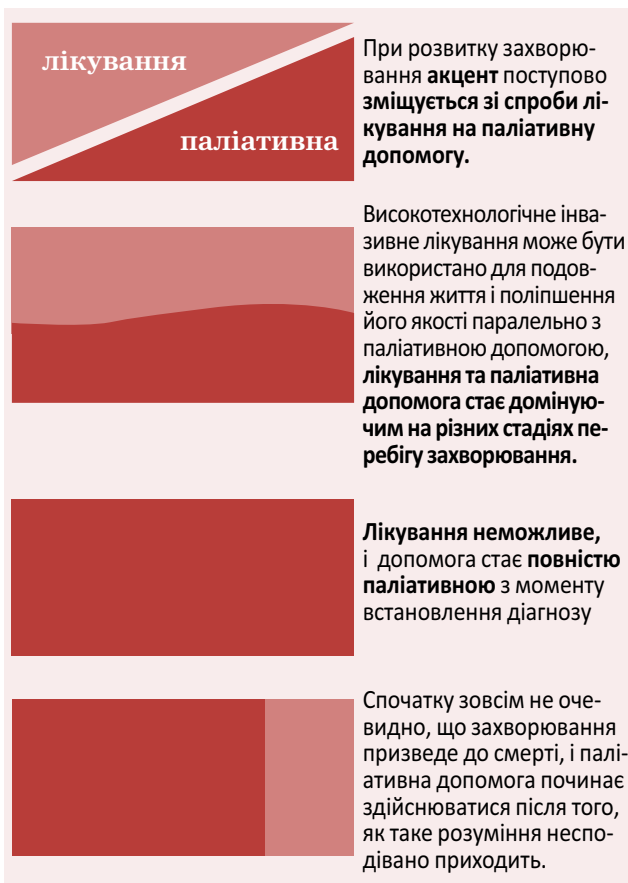 лікування
паліативна
При розвитку захворю-
вання акцент поступово
зміщується зі спроби лі-
кування на паліативну
допомогу.
Високотехнологічне інва-
зивне лікування може бути
використано для подов-
ження життя і поліпшення
його якості паралельно з
паліативною допомогою,
лікування та паліативна
допомога стає доміную-
чим на різних стадіях пе-
ребігу захворювання.
Лікування неможливе,
і допомога стає повністю
паліативною з моменту
встановлення діагнозу
Спочатку зовсім не оче-
видно, що захворювання
призведе до смерті, і палі-
ативна допомога починає
здійснюватися після того,
як таке розуміння неспо-
дівано приходить.